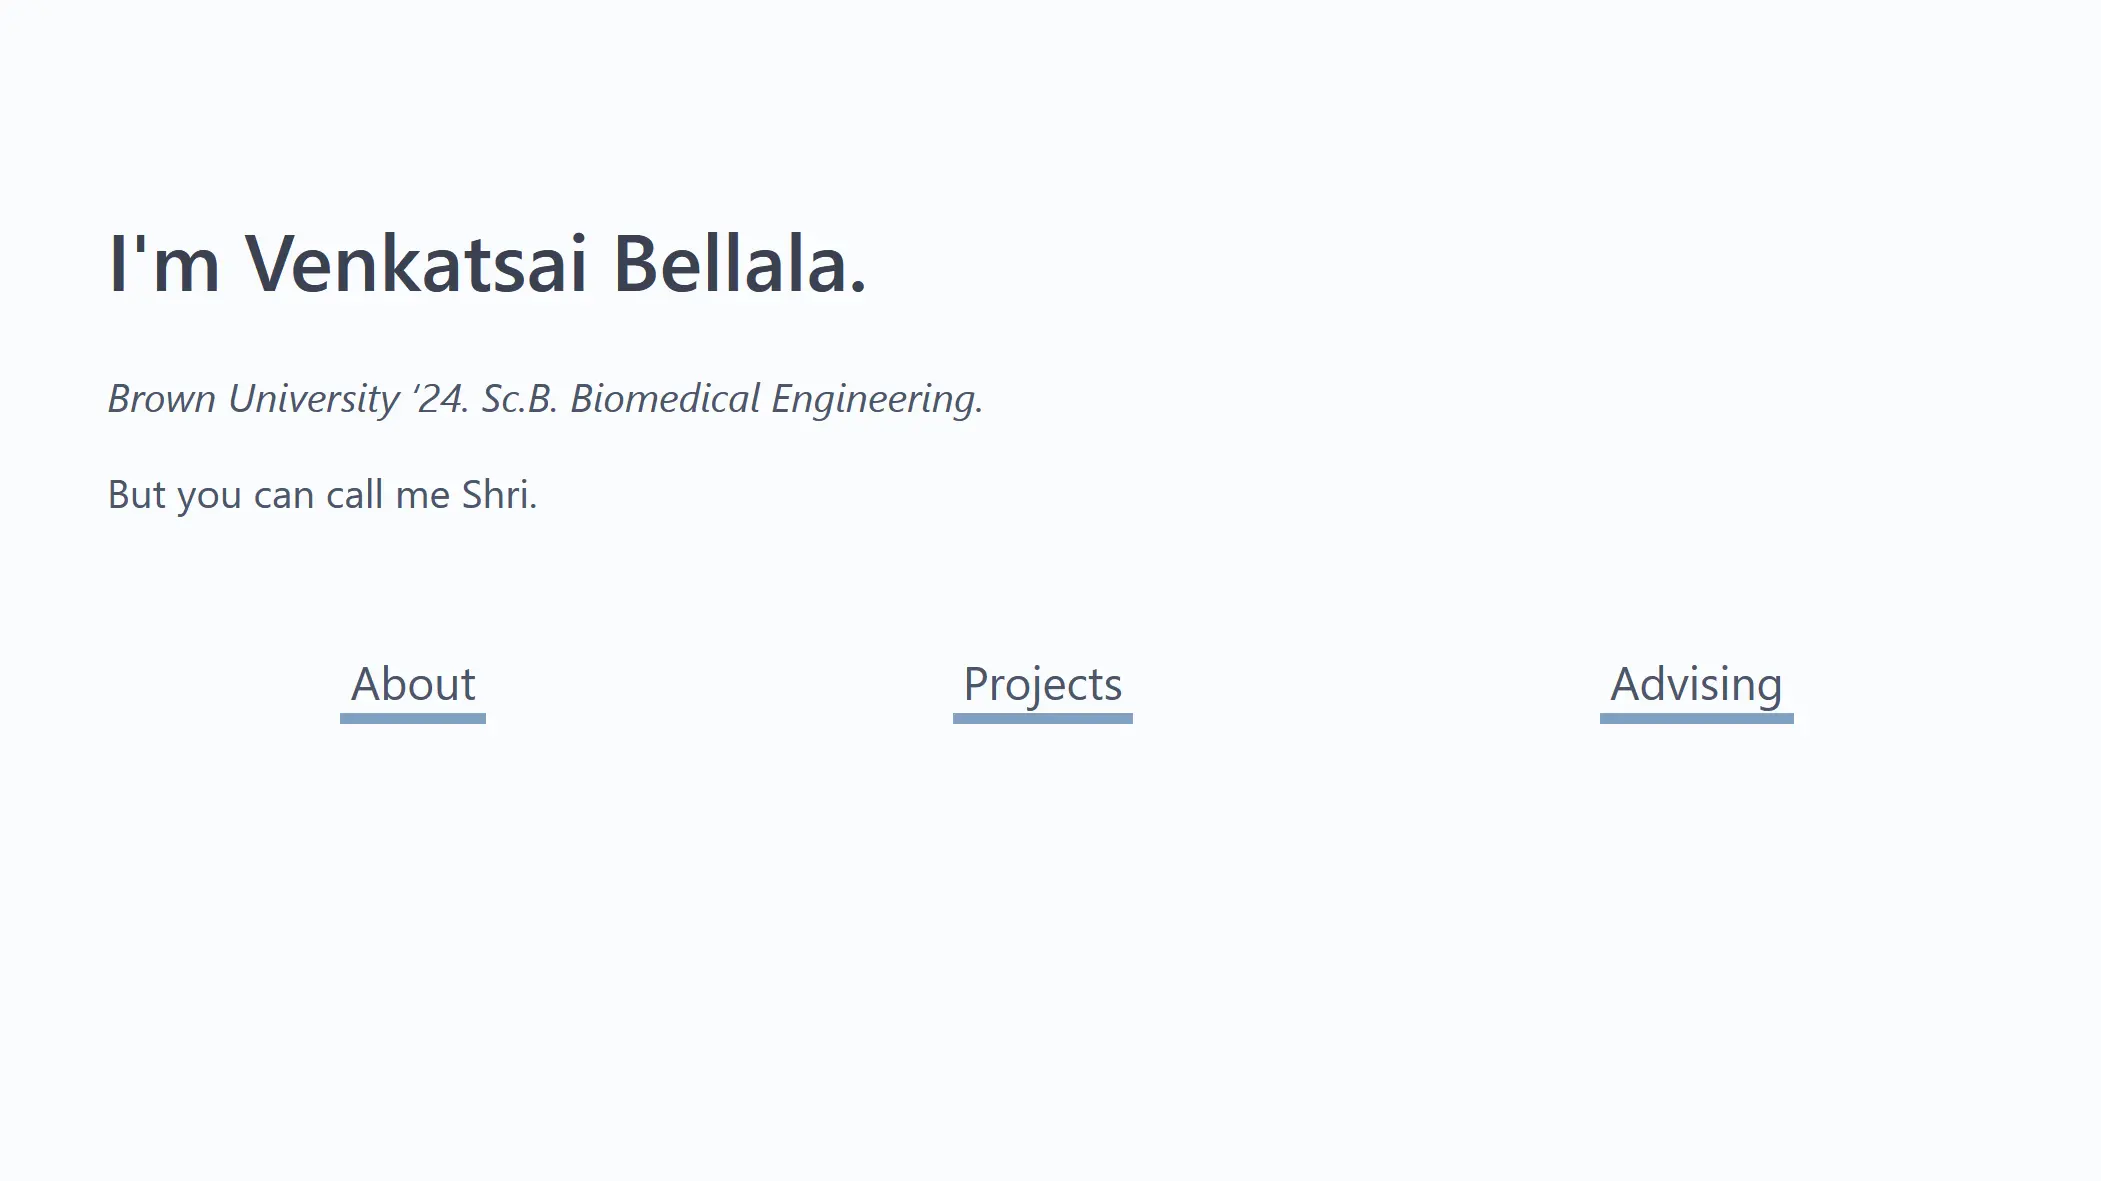 I'm Venkatsai Bellala.
Brown University ‘24. Sc.B. Biomedical Engineering.
But you can call me Shri.
About
Projects
Advising